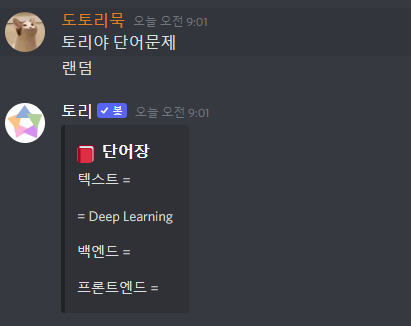 도토리묵 오늘 오전 9:01
토리야 단어문제
랜덤
토리 ✓ 봇 오늘 오전 9:01
단어장
텍스트 =
= Deep Learning
백엔드 =
프론트엔드 =